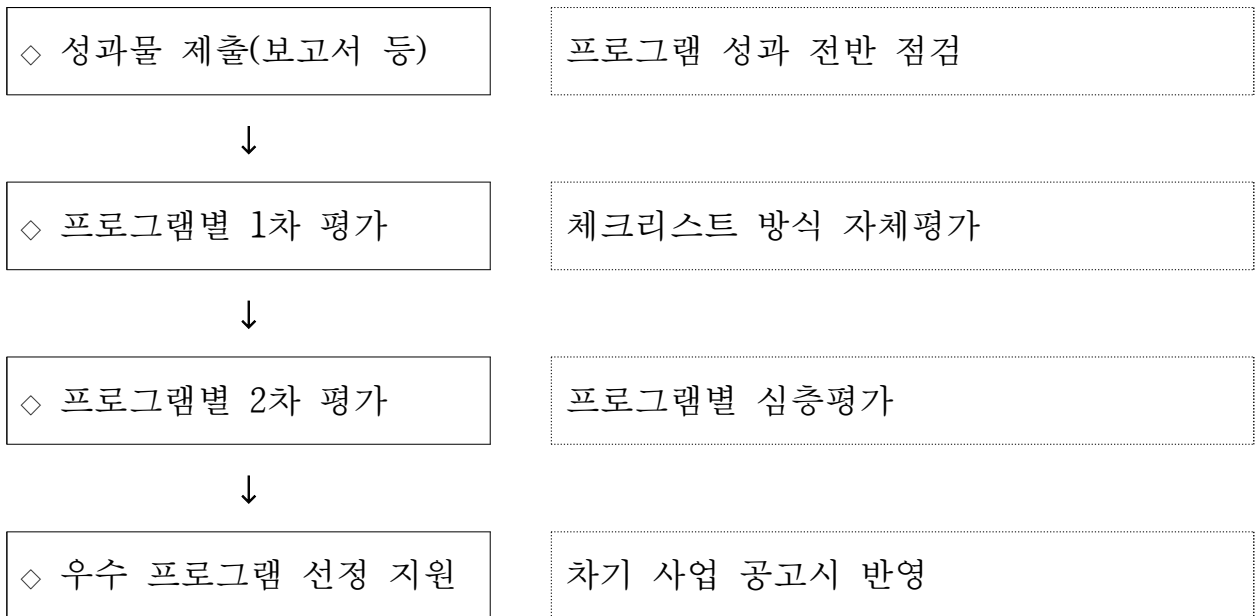 ◇ 성과물 제출(보고서 등)
프로그램 성과 전반 점검
↓
◇ 프로그램별 1차 평가
체크리스트 방식 자체평가
↓
◇ 프로그램별 2차 평가
프로그램별 심층평가
↓
◇ 우수 프로그램 선정 지원
차기 사업 공고시 반영